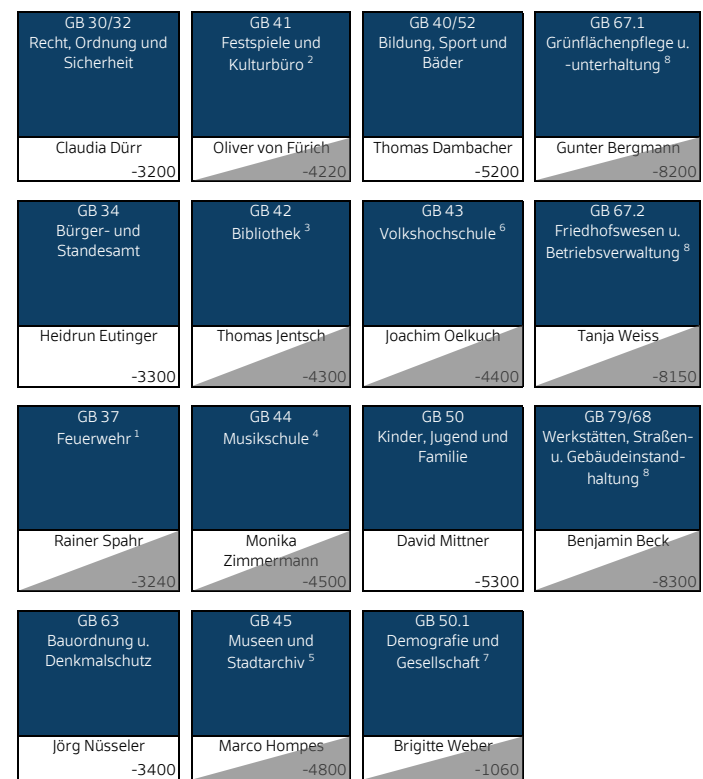 GB 30/32
Recht, Ordnung und
Sicherheit
Claudia Dürr
-3200
GB 41
Festspiele und
Kulturbüro ²
Oliver von Fürich
-4220
GB 40/52
Bildung, Sport und
Bäder
Thomas Dambacher
-5200
GB 67.1
Grünflächenpflege u.
-unterhaltung ⁸
Gunter Bergmann
-8200
GB 34
Bürger- und
Standesamt
Heidrun Eutinger
-3300
GB 42
Bibliothek ³
Thomas Jentsch
-4300
GB 43
Volkshochschule ⁶
Joachim Oelkuch
-4400
GB 67.2
Friedhofswesen u.
Betriebsverwaltung ⁸
Tanja Weiss
-8150
GB 37
Feuerwehr ¹
Rainer Spahr
-3240
GB 44
Musikschule ⁴
Monika
Zimmermann
-4500
GB 50
Kinder, Jugend und
Familie
David Mittner
-5300
GB 79/68
Werkstätten, Straßen-
u. Gebäudeinstand-
haltung ⁸
Benjamin Beck
-8300
GB 63
Bauordnung u.
Denkmalschutz
Jörg Nüsseler
-3400
GB 45
Museen und
Stadtarchiv ⁵
Marco Hompes
-4800
GB 50.1
Demografie und
Gesellschaft ⁷
Brigitte Weber
-1060